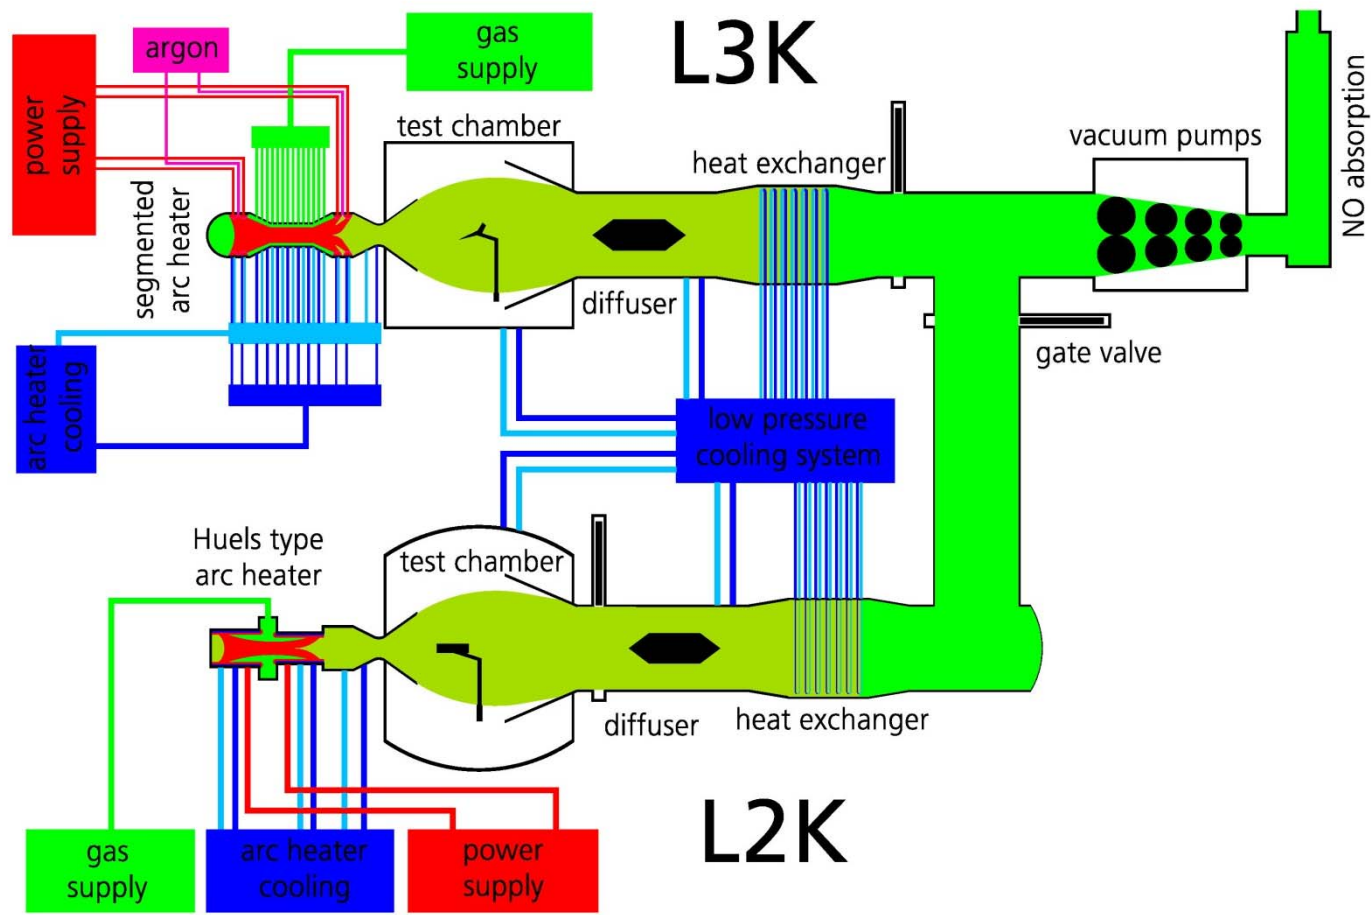 L3K
argon
gas
supply
power
supply
test chamber
heat exchanger
vacuum pumps
NO absorption
segmented
arc heater
diffuser
gate valve
arc heater
cooling
low pressure
cooling system
Huels type
arc heater
test chamber
diffuser
heat exchanger
L2K
gas
supply
arc heater
cooling
power
supply